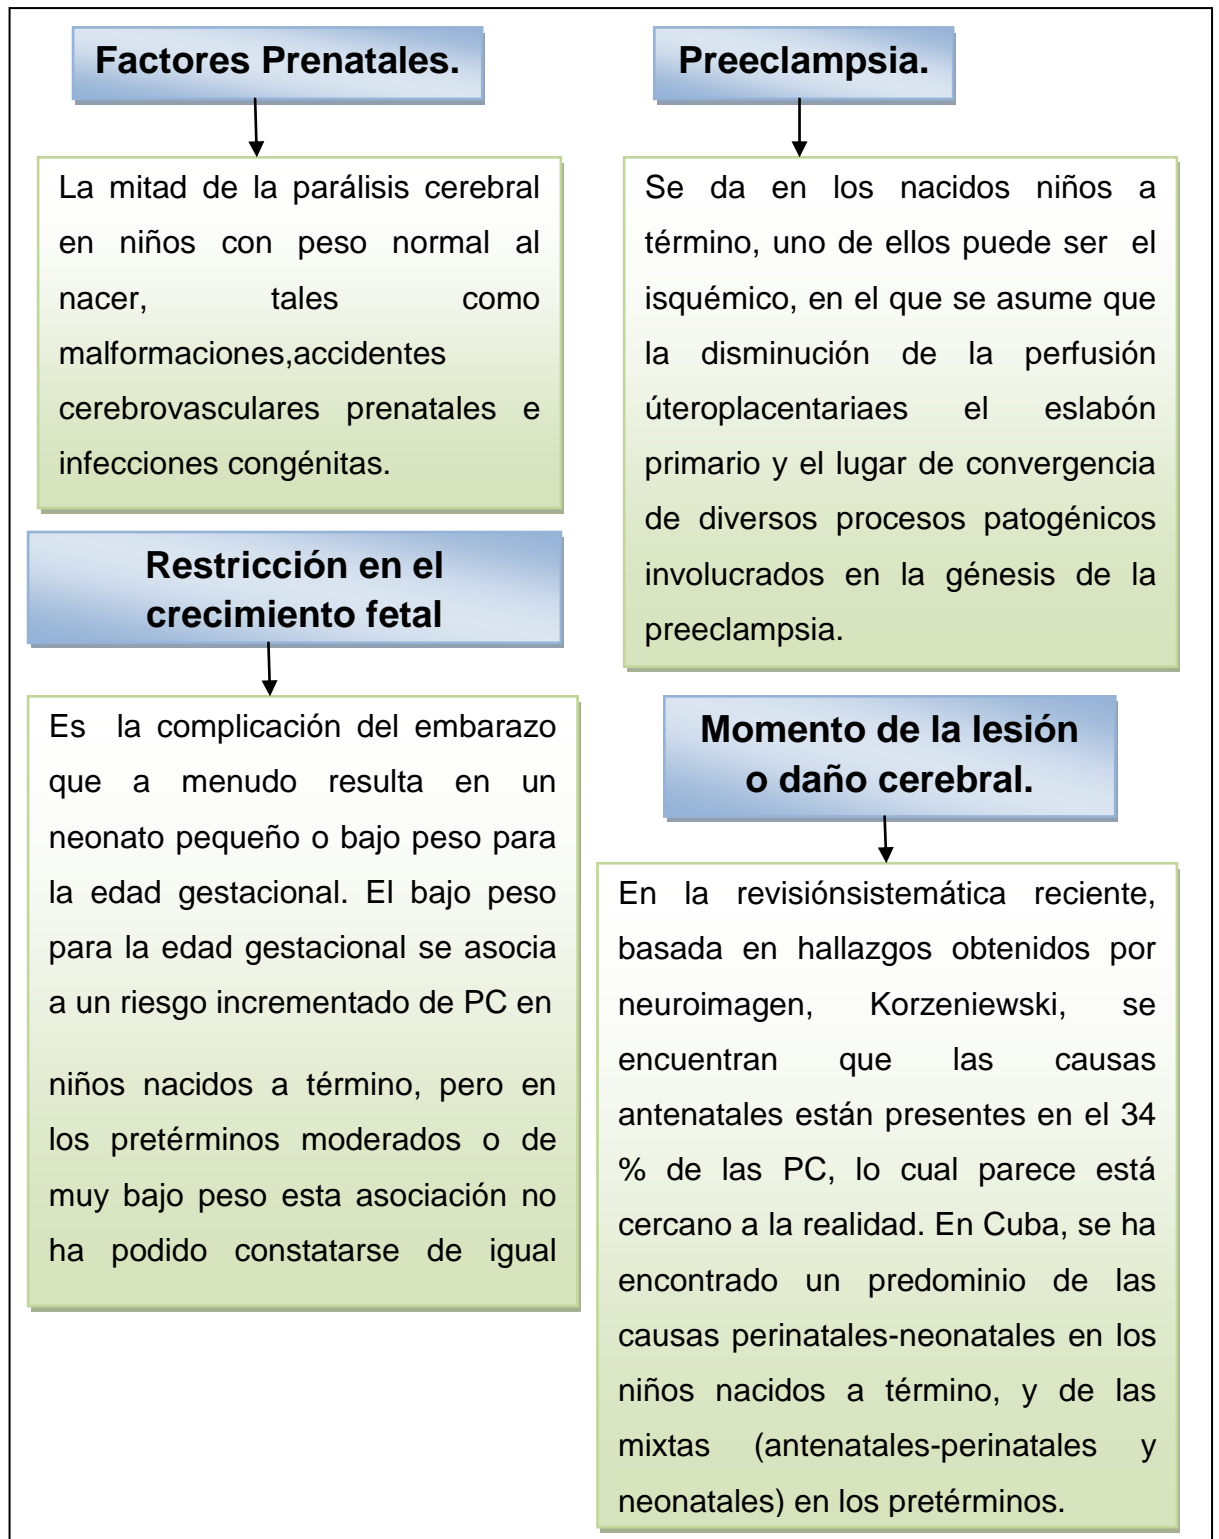 Factores Prenatales.
La mitad de la parálisis cerebral
en niños con peso normal al
nacer, tales como
malformaciones,accidentes
cerebrovasculares prenatales e
infecciones congénitas.
Preeclampsia.
Se da en los nacidos niños a
término, uno de ellos puede ser el
isquémico, en el que se asume que
la disminución de la perfusión
úteroplacentariaes el eslabón
primario y el lugar de convergencia
de diversos procesos patogénicos
involucrados en la génesis de la
preeclampsia.
Restricción en el
crecimiento fetal
Es la complicación del embarazo
que a menudo resulta en un
neonato pequeño o bajo peso para
la edad gestacional. El bajo peso
para la edad gestacional se asocia
a un riesgo incrementado de PC en
niños nacidos a término, pero en
los pretérminos moderados o de
muy bajo peso esta asociación no
ha podido constatarse de igual
Momento de la lesión
o daño cerebral.
En la revisiónsistemática reciente,
basada en hallazgos obtenidos por
neuroimagen, Korzeniewski, se
encuentran que las causas
antenatales están presentes en el 34
% de las PC, lo cual parece está
cercano a la realidad. En Cuba, se ha
encontrado un predominio de las
causas perinatales-neonatales en los
niños nacidos a término, y de las
mixtas (antenatales-perinatales y
neonatales) en los pretérminos.